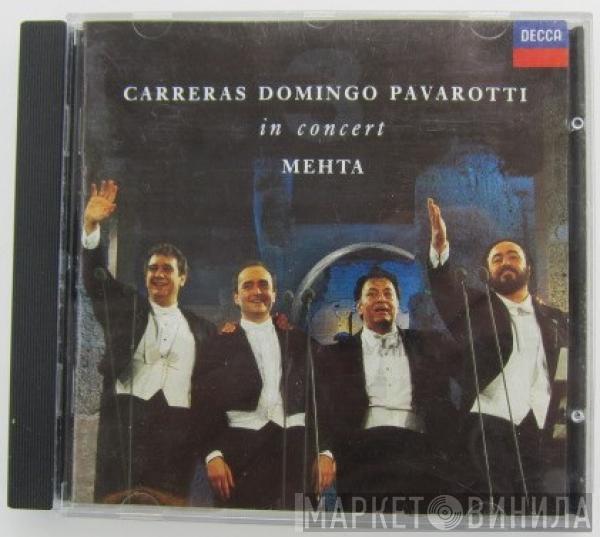 DECCA
CARRERAS DOMINGO PAVAROTTI
in concert
MEHTA
МАРКЕТ ВИНИЛА